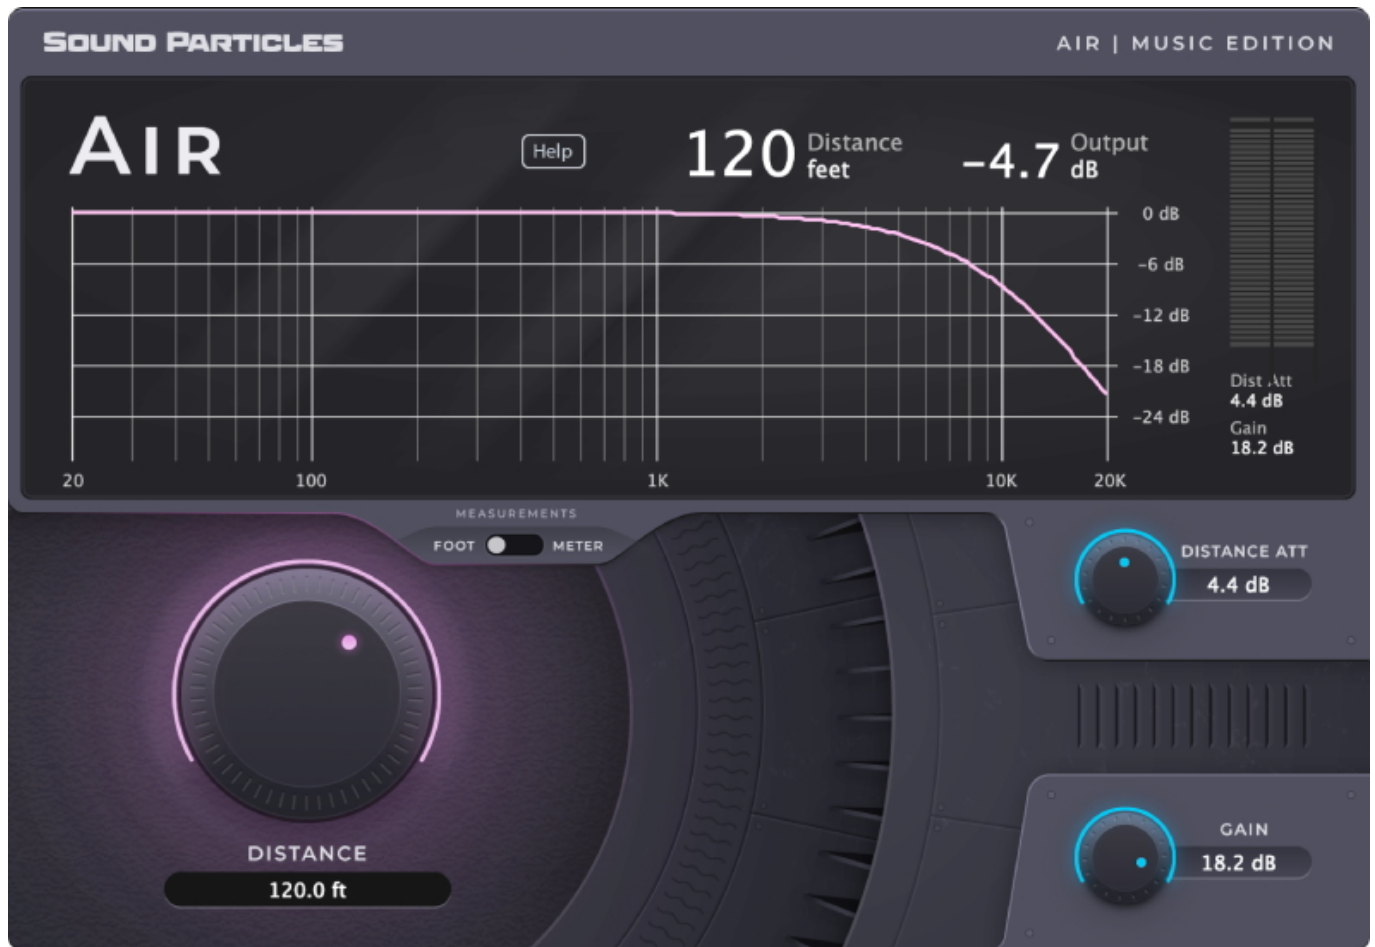 SOUND PARTICLES
AIR | MUSIC EDITION
AIR
Help
120 Distance feet
-4.7 Output dB
0 dB
-6 dB
-12 dB
-18 dB
-24 dB
20 100 1K 10K 20K
Dist Att
4.4 dB
Gain
18.2 dB
MEASUREMENTS
FOOT METER
DISTANCE ATT
4.4 dB
GAIN
18.2 dB
DISTANCE
120.0 ft